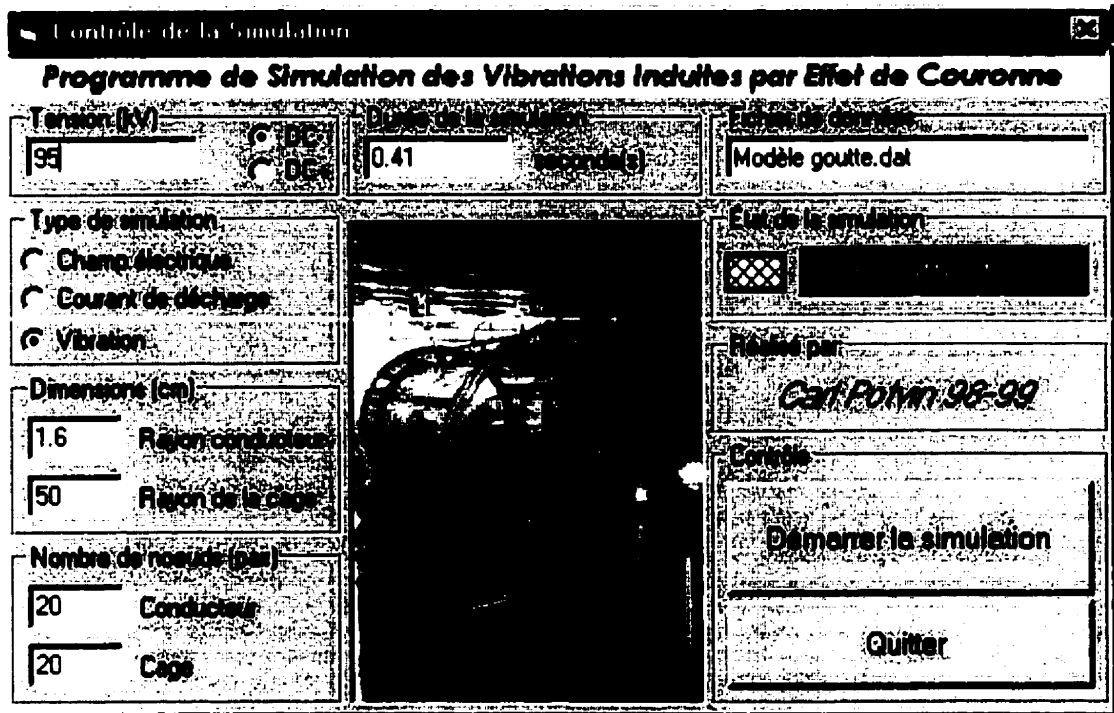 Contrôle de la Simulation
Programme de Simulation des Vibrations Induites par Effet de Couronne
Tension (kV)
95
DC-
DC+
Durée de la simulation
0.41 seconde(s)
Fichier de données
Modèle goutte.dat
Type de simulation
Champ électrique
Courant de décharge
Vibration
État de la simulation
Réalisé par
Carl Potvin 98-99
Dimensions (cm)
1.6 Rayon conducteur
50 Rayon de la cage
Nombre de noeuds (pair)
20 Conducteur
20 Cage
Contrôle
Démarrer la simulation
Quitter